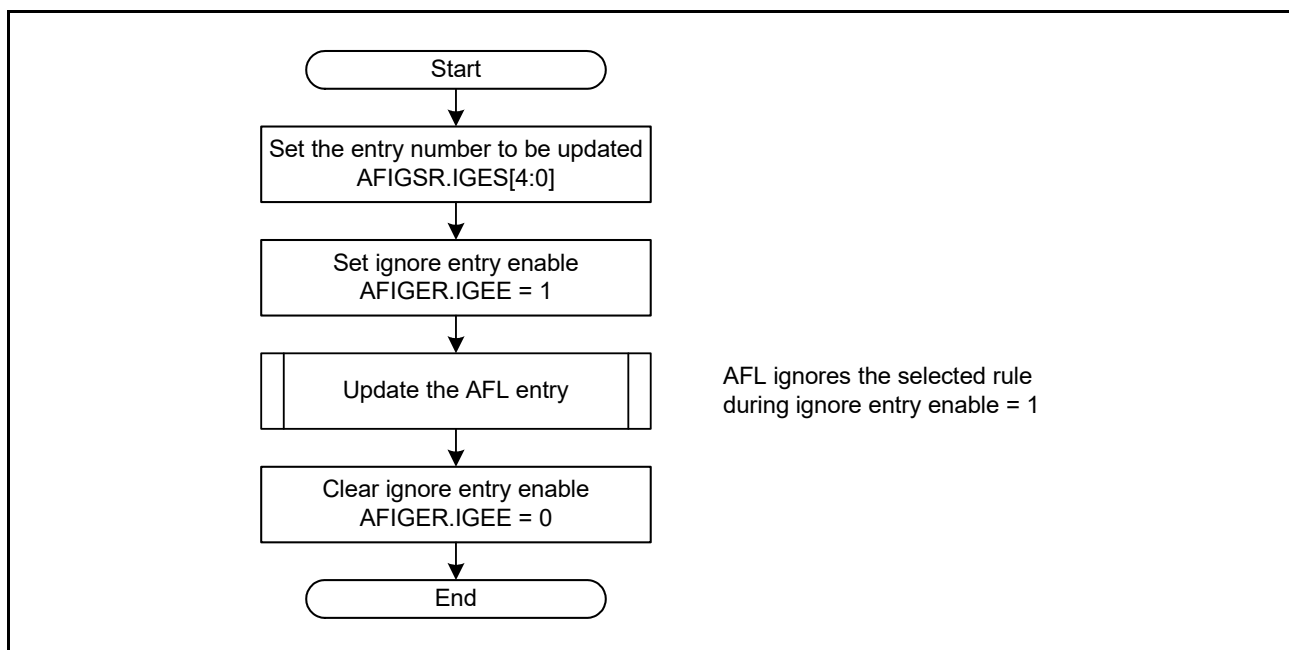 Start
Set the entry number to be updated
AFIGSR.IGES[4:0]
Set ignore entry enable
AFIGER.IGEE = 1
Update the AFL entry
AFL ignores the selected rule
during ignore entry enable = 1
Clear ignore entry enable
AFIGER.IGEE = 0
End